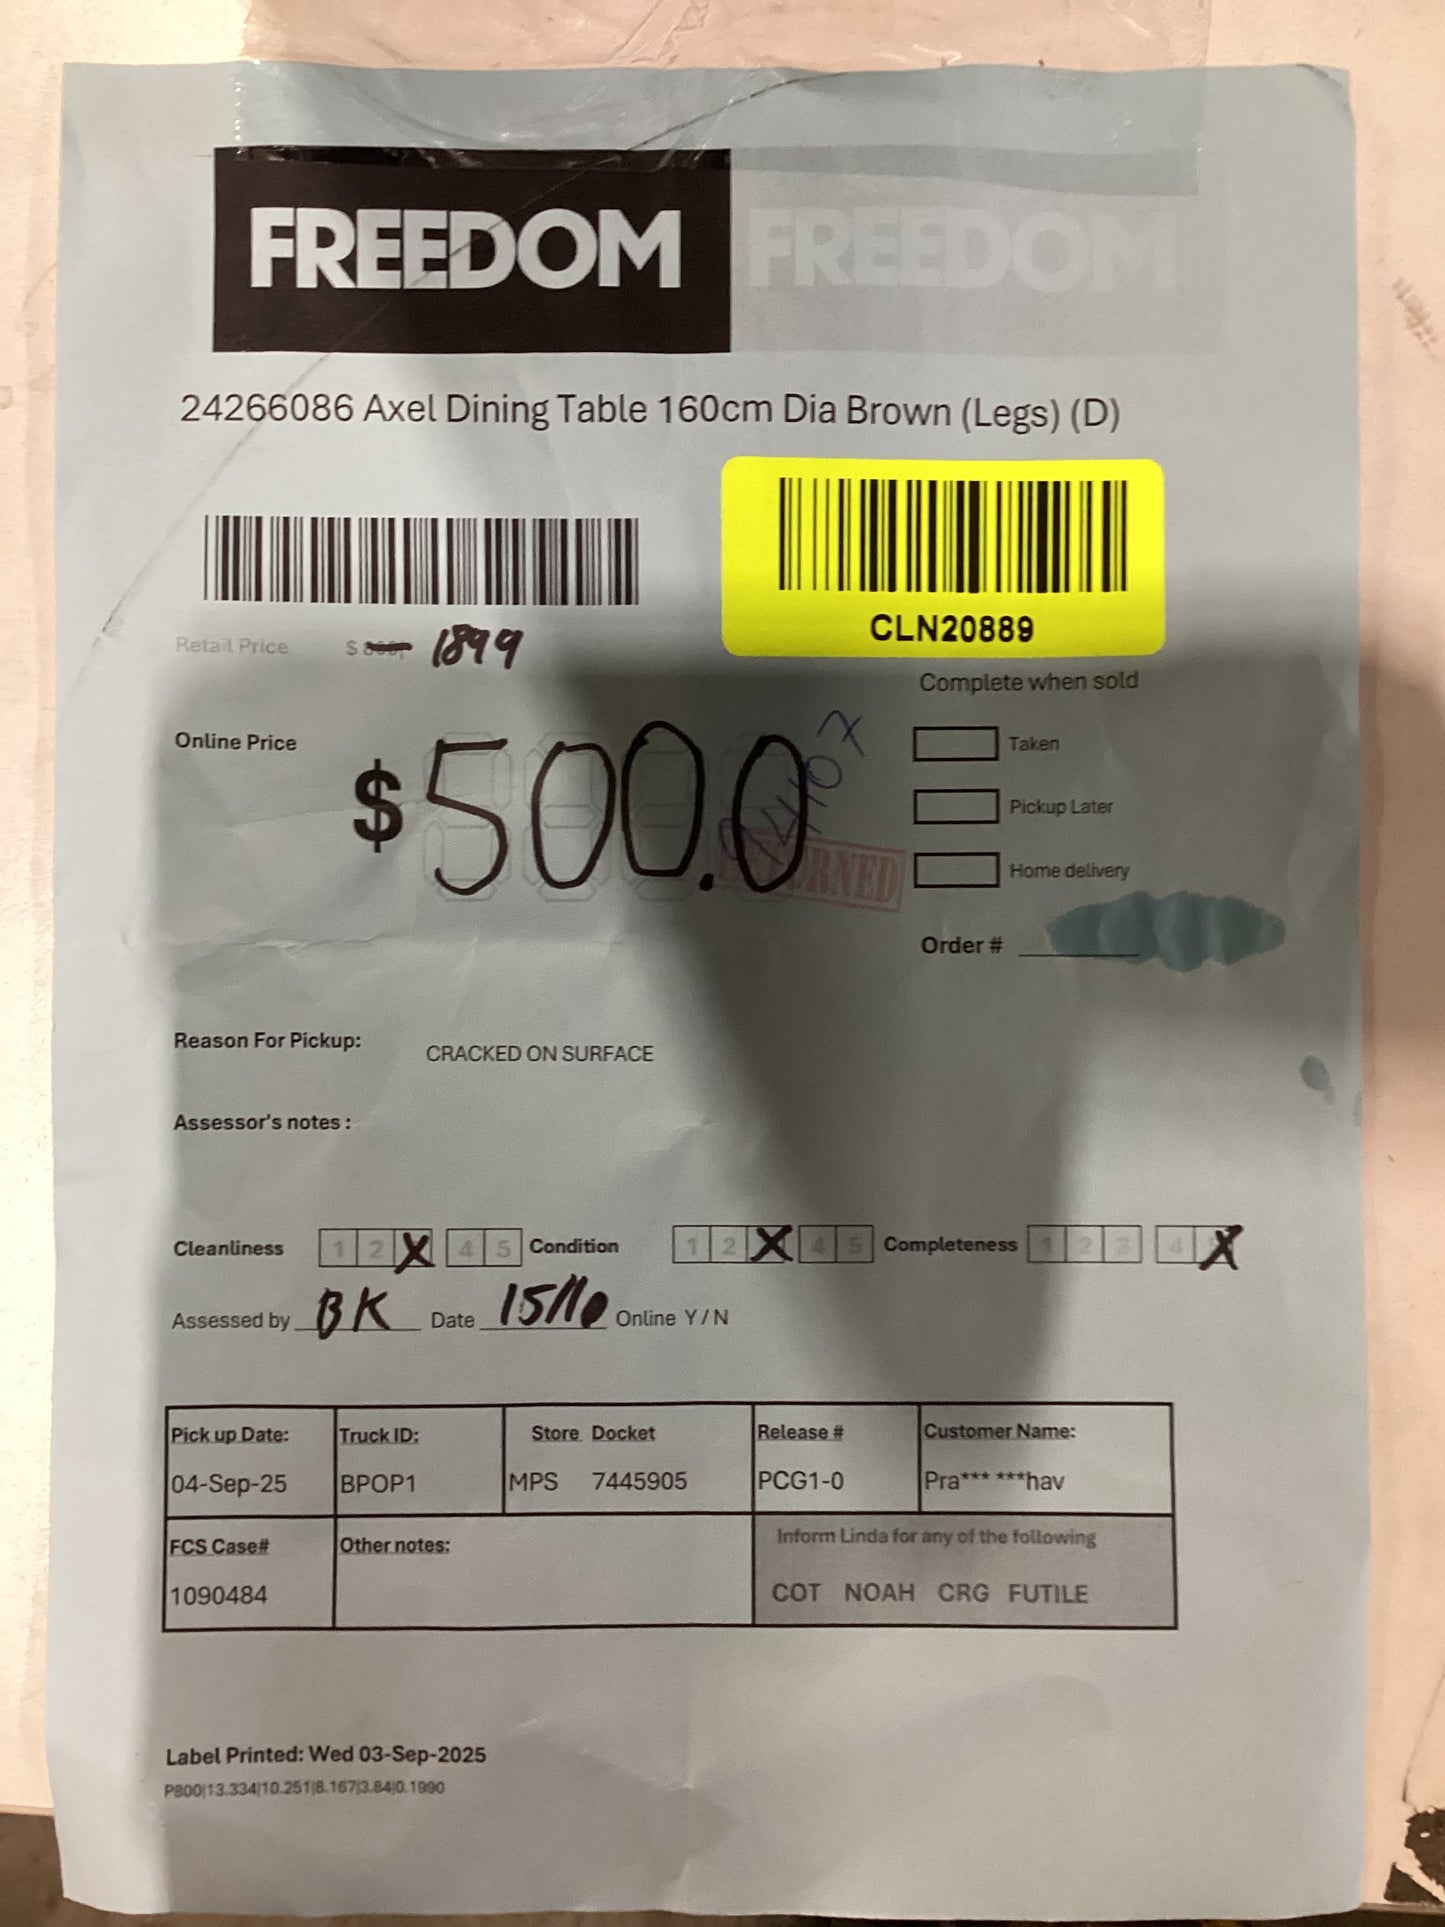 FREEDOM
FREEDOM
24266086 Axel Dining Table 160cm Dia Brown (Legs) (D)
CLN20889
Retail Price $ 1899
Complete when sold
Online Price
$ 500.0
Taken
Pickup Later
Home delivery
Order #
Reason For Pickup: CRACKED ON SURFACE
Assessor's notes :
Cleanliness 1 2 X 4 5 Condition 1 2 X 4 5 Completeness 1 2 3 4 X
Assessed by BK Date 15/10 Online Y / N
Pick up Date: Truck ID: Store Docket Release # Customer Name:
04-Sep-25 BPOP1 MPS 7445905 PCG1-0 Pra*** ***hav
FCS Case# Other notes: Inform Linda for any of the following
1090484 COT NOAH CRG FUTILE
Label Printed: Wed 03-Sep-2025
P800|13.334|10.251|8.167|3.84|0.1990